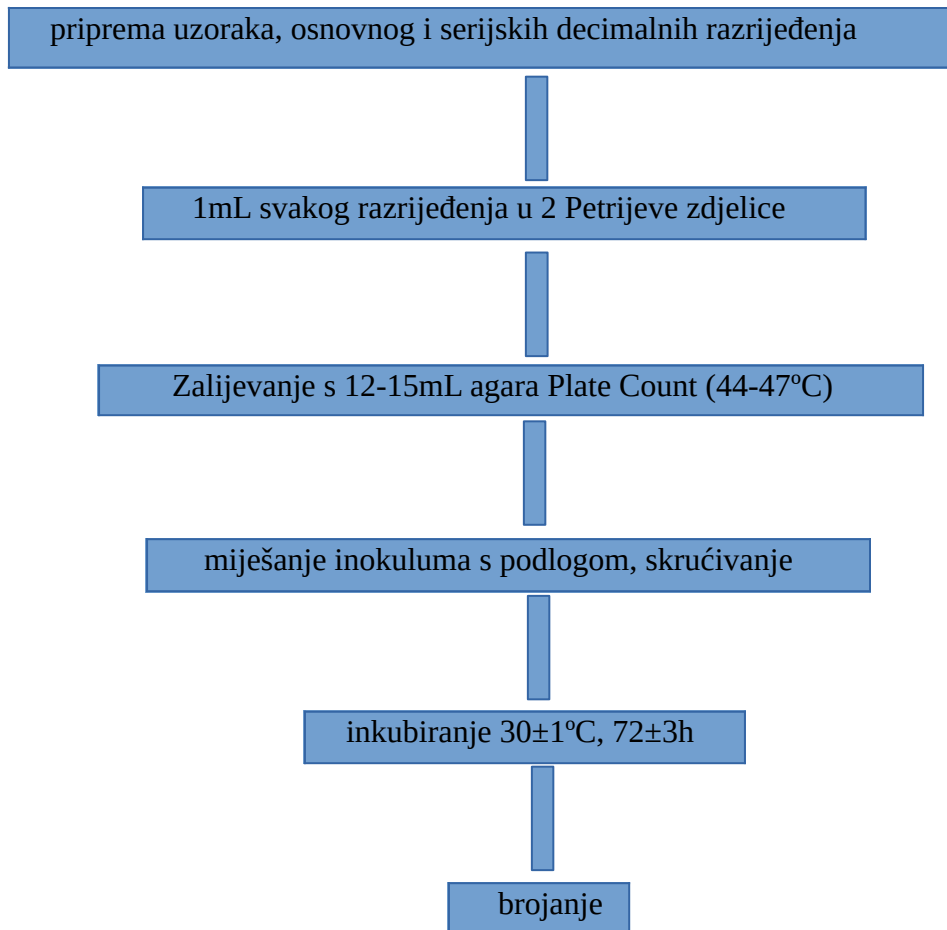 priprema uzoraka, osnovnog i serijskih decimalnih razrijeđenja
1mL svakog razrijeđenja u 2 Petrijeve zdjelice
Zalijevanje s 12-15mL agara Plate Count (44-47ºC)
miješanje inokuluma s podlogom, skrućivanje
inkubiranje 30±1ºC, 72±3h
brojanje